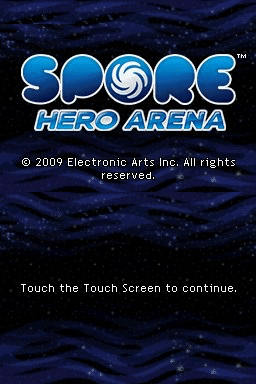 SPORE™
HERO ARENA
© 2009 Electronic Arts Inc. All rights
reserved.
Touch the Touch Screen to continue.